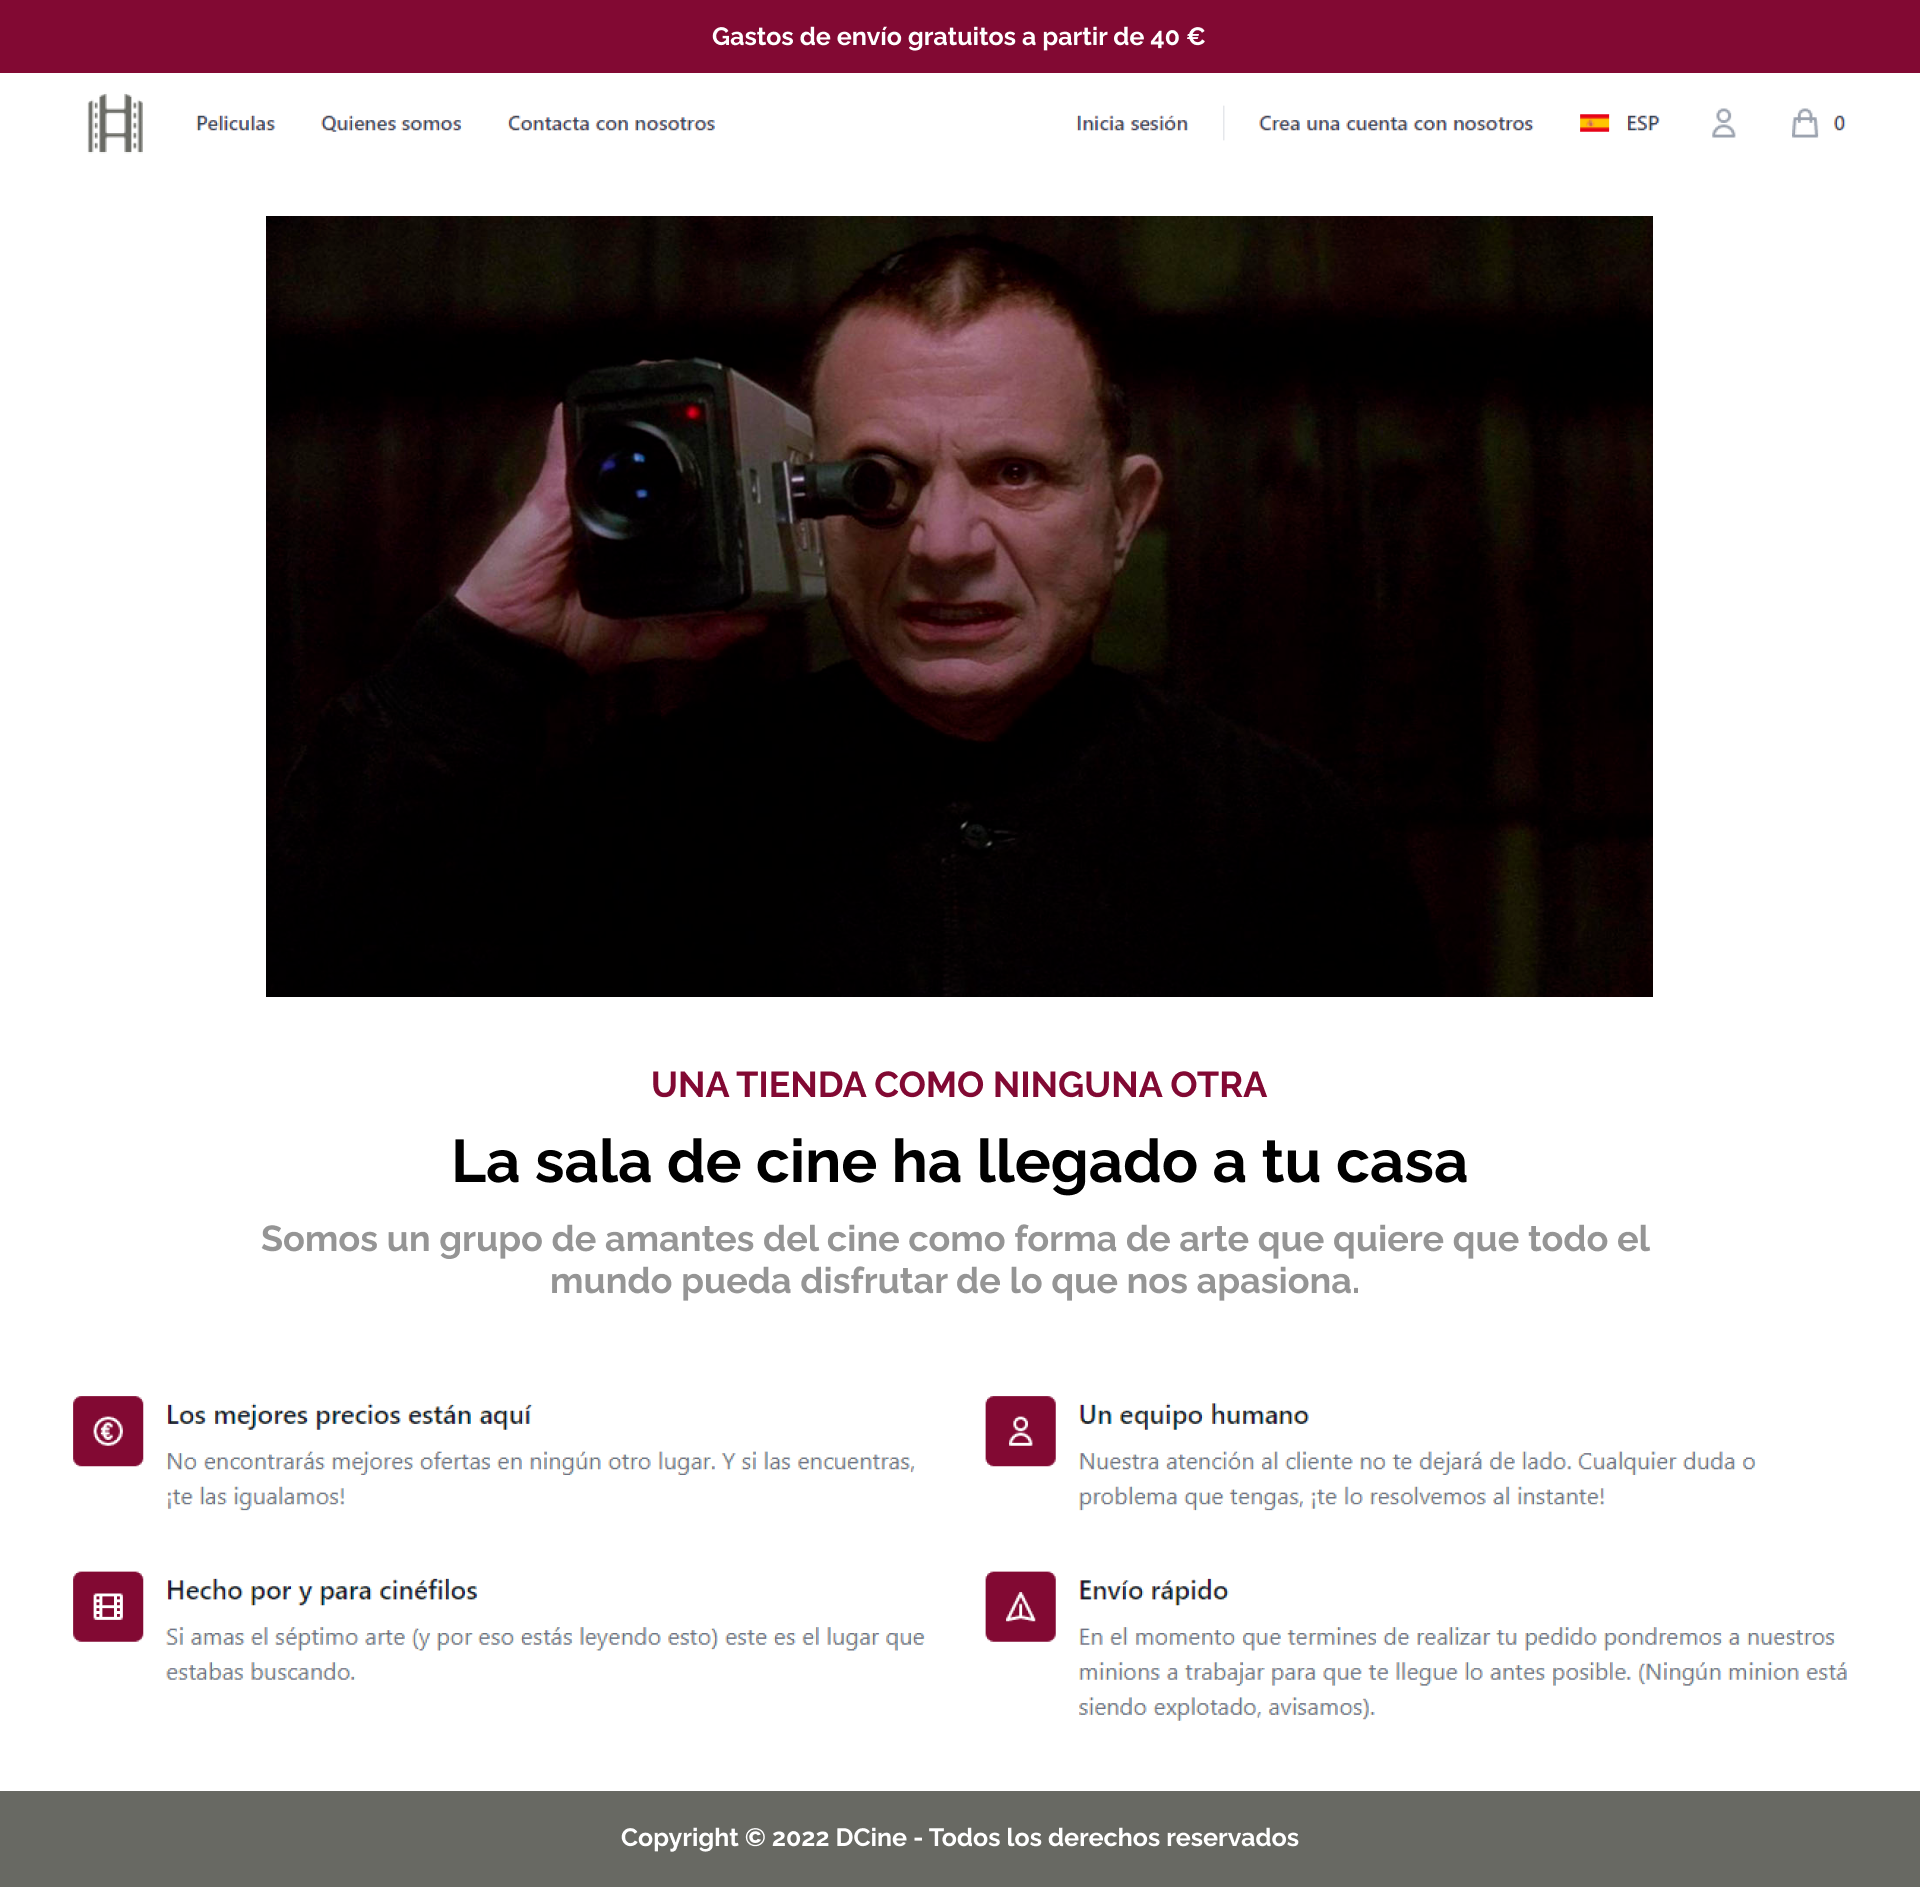 Gastos de envío gratuitos a partir de 40 €
Peliculas Quienes somos Contacta con nosotros Inicia sesión Crea una cuenta con nosotros ESP 0
UNA TIENDA COMO NINGUNA OTRA
La sala de cine ha llegado a tu casa
Somos un grupo de amantes del cine como forma de arte que quiere que todo el
mundo pueda disfrutar de lo que nos apasiona.
Los mejores precios están aquí
No encontrarás mejores ofertas en ningún otro lugar. Y si las encuentras,
¡te las igualamos!
Un equipo humano
Nuestra atención al cliente no te dejará de lado. Cualquier duda o
problema que tengas, ¡te lo resolvemos al instante!
Hecho por y para cinéfilos
Si amas el séptimo arte (y por eso estás leyendo esto) este es el lugar que
estabas buscando.
Envío rápido
En el momento que termines de realizar tu pedido pondremos a nuestros
minions a trabajar para que te llegue lo antes posible. (Ningún minion está
siendo explotado, avisamos).
Copyright © 2022 DCine - Todos los derechos reservados